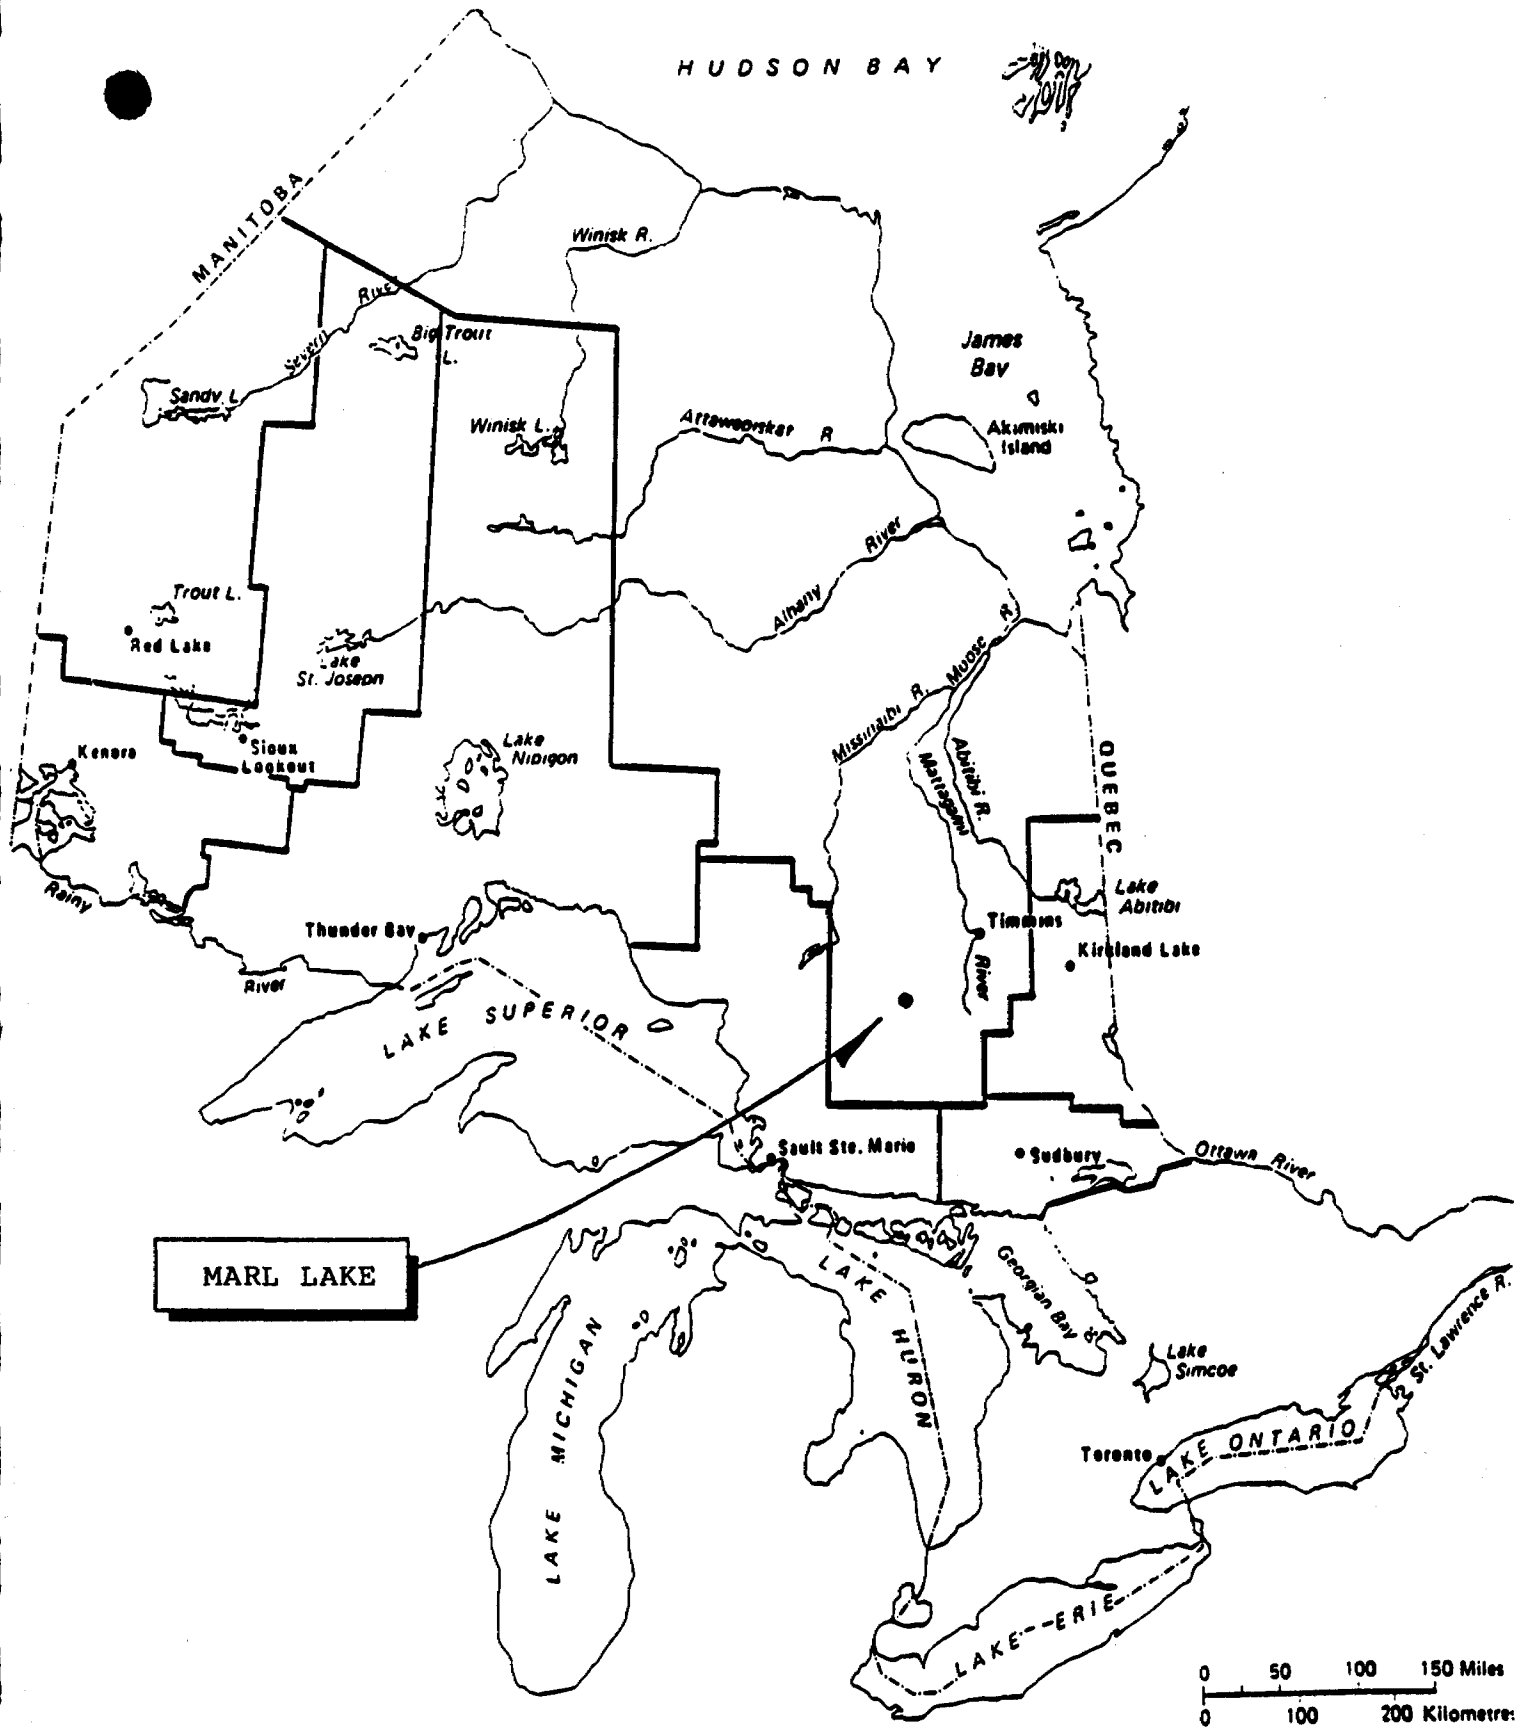 HUDSON BAY
MANITOBA
Winisk R.
River
Severn
Big Trout
L.
James
Bay
Sandy L.
Winisk L.
Attawapiskat R
Akimiski
Island
River
Albany
Trout L.
Red Lake
Lake
St. Joseph
Moose R
Missinaibi R.
Kenora
Sioux
Lookout
Lake
Nipigon
Abitibi R.
Mattagami
QUEBEC
Rainy
Lake
Abitibi
Thunder Bay
Timmins
Kirkland Lake
River
River
LAKE SUPERIOR
Sault Ste. Marie
Sudbury
Ottawa River
MARL LAKE
LAKE HURON
Georgian Bay
LAKE MICHIGAN
Lake
Simcoe
St. Lawrence R.
Toronto
LAKE ONTARIO
LAKE ERIE
0 50 100 150 Miles
0 100 200 Kilometres